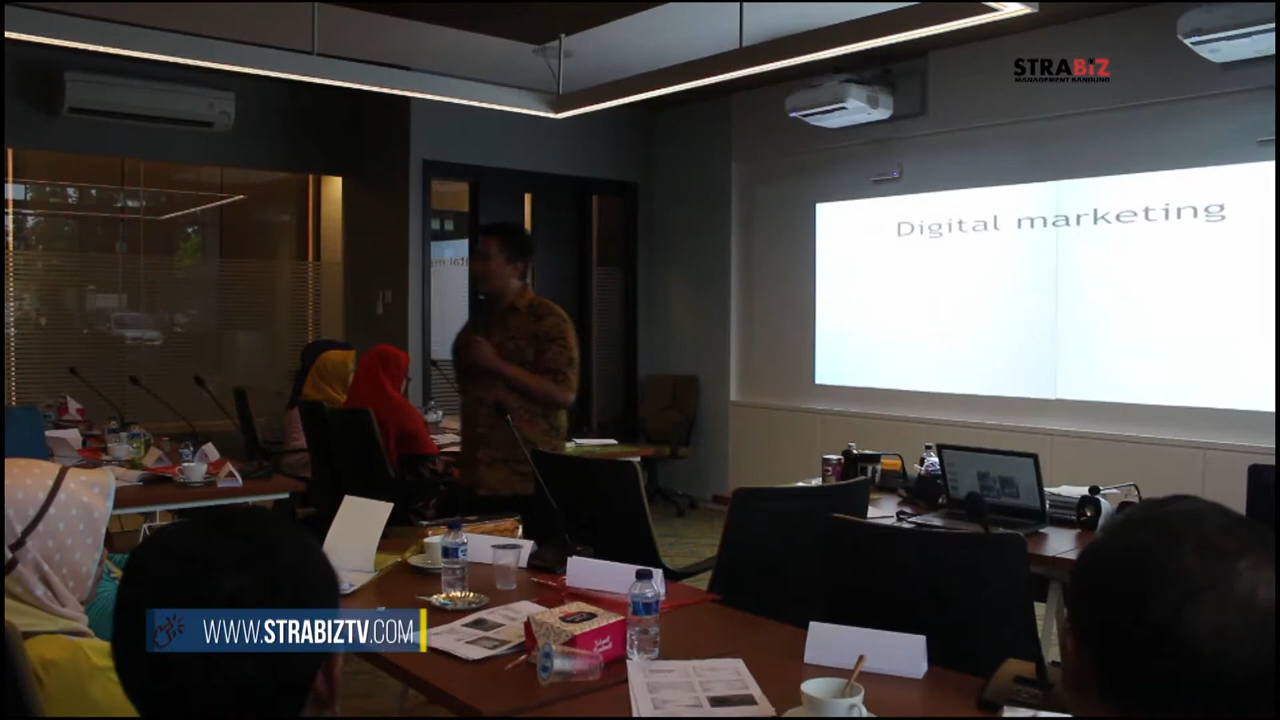 STRABIZ
MANAGEMENT BANDUNG
Digital marketing
WWW.STRABIZTV.COM